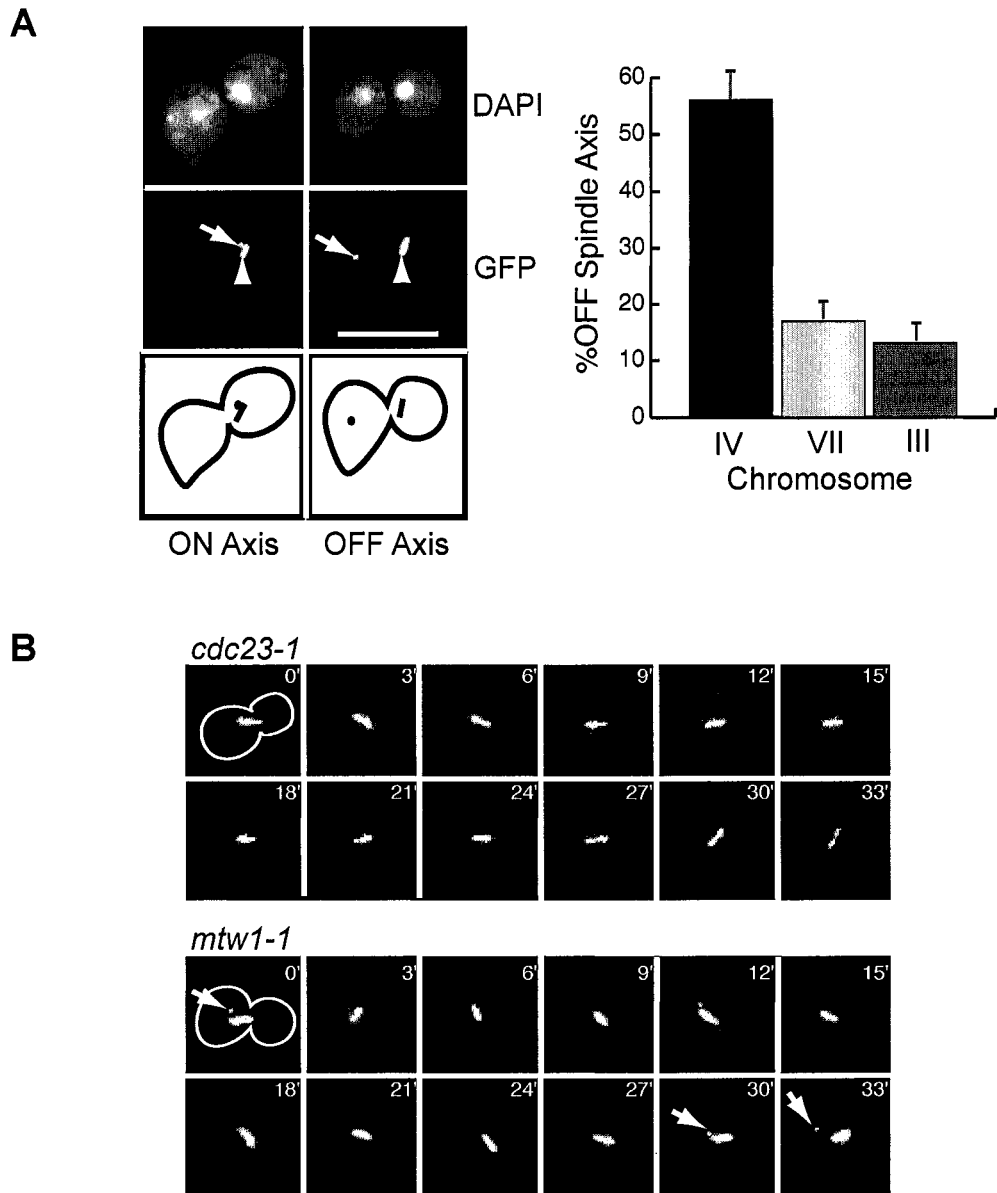 A
DAPI
GFP
ON Axis
OFF Axis
%OFF Spindle Axis
60
50
40
30
20
10
0
IV
VII
III
Chromosome
B
cdc23-1
0'
3'
6'
9'
12'
15'
18'
21'
24'
27'
30'
33'
mtw1-1
0'
3'
6'
9'
12'
15'
18'
21'
24'
27'
30'
33'